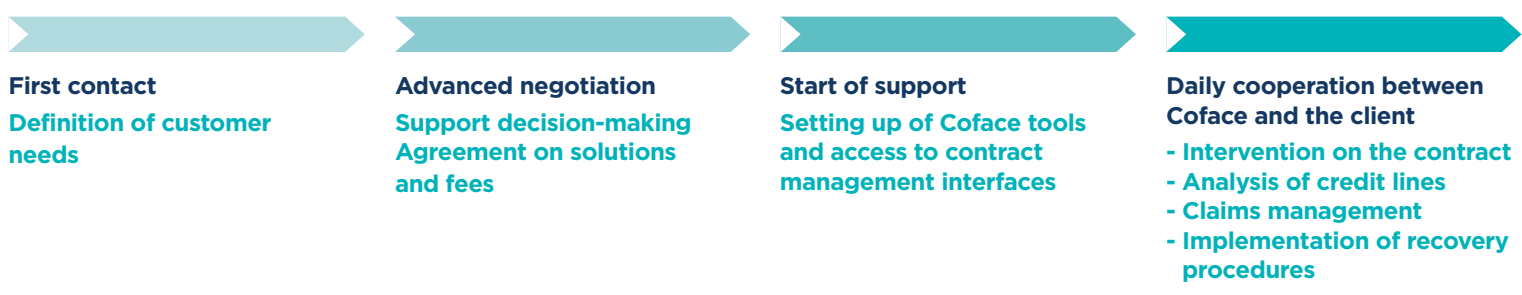 First contact
Definition of customer
needs
Advanced negotiation
Support decision-making
Agreement on solutions
and fees
Start of support
Setting up of Coface tools
and access to contract
management interfaces
Daily cooperation between
Coface and the client
- Intervention on the contract
- Analysis of credit lines
- Claims management
- Implementation of recovery
procedures